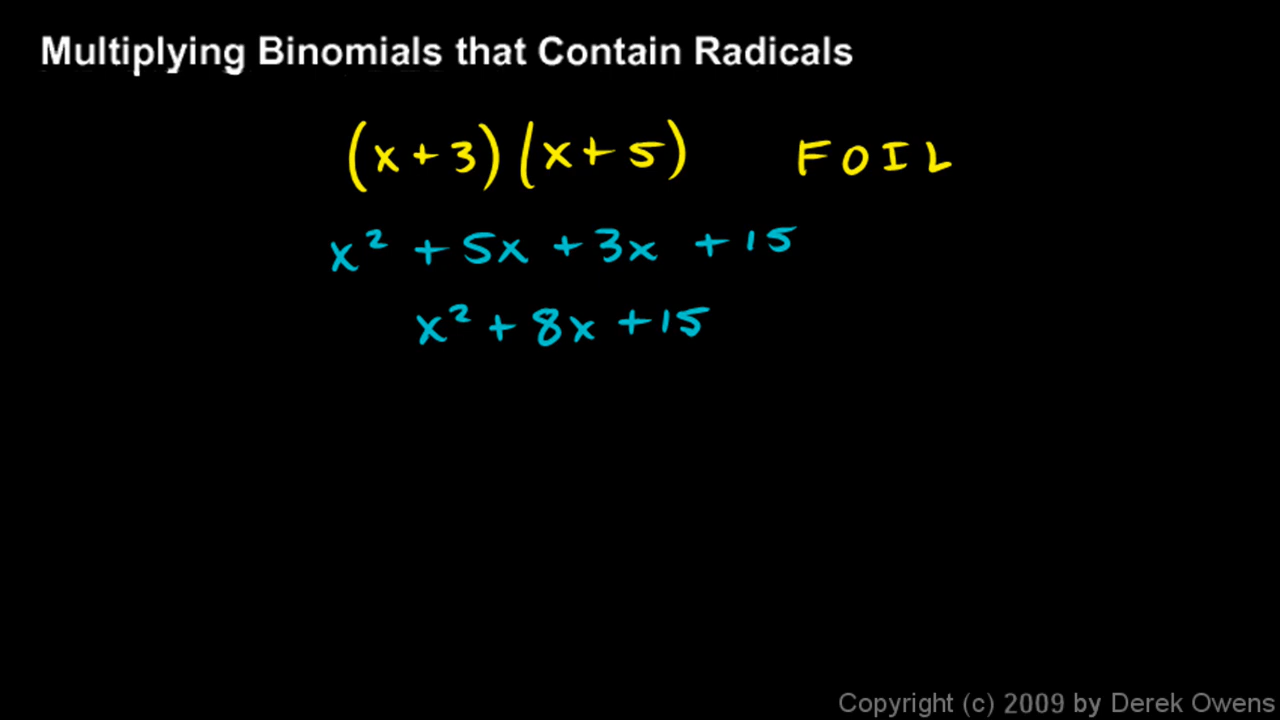 Multiplying Binomials that Contain Radicals
(x+3)(x+5) FOIL
x² + 5x + 3x + 15
x² + 8x + 15
Copyright (c) 2009 by Derek Owens